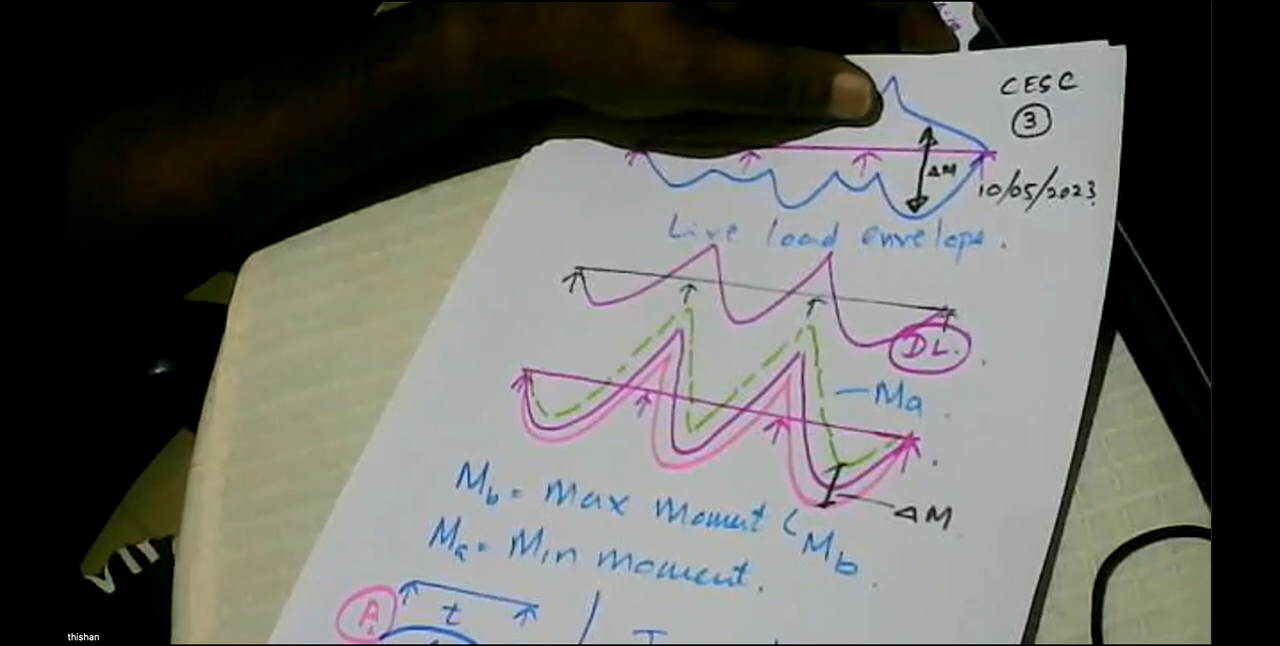 CESC
3
ΔM
10/05/2023
Live load envelope.
DL.
Ma.
ΔM
Mb = Max Moment (Mb.
Ma = Min moment.
A
t
thishan